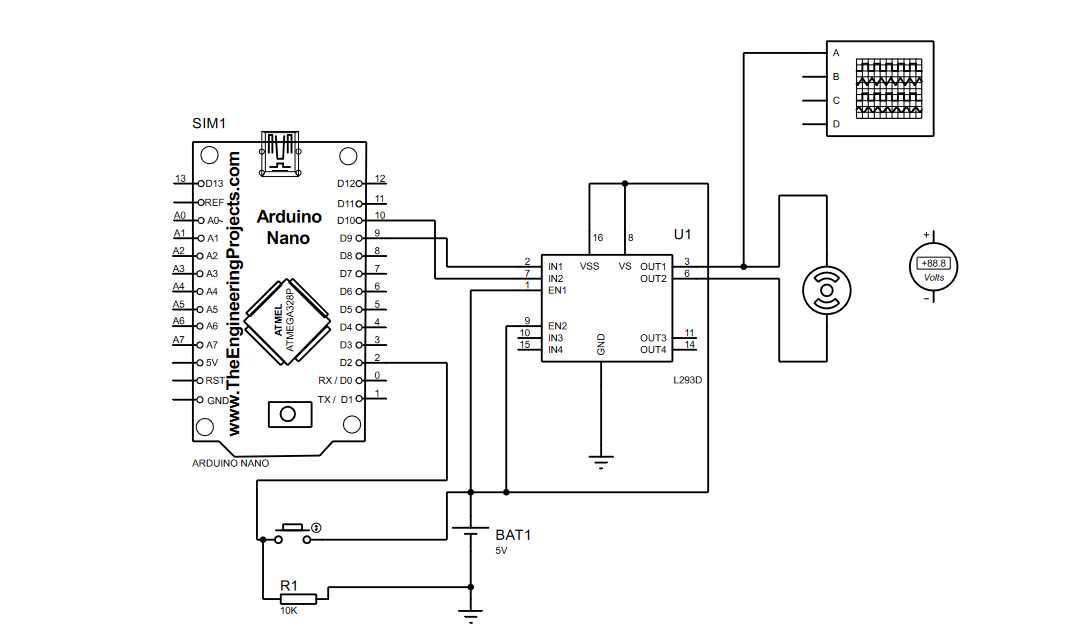 SIM1
www.TheEngineeringProjects.com
Arduino
Nano
ATMEL
ATMEGA328P
13 D13
REF
A0 A0
A1 A1
A2 A2
A3 A3
A4 A4
A5 A5
A6 A6
A7 A7
5V
RST
GND
D12 12
D11 11
D10 10
D9 9
D8 8
D7 7
D6 6
D5 5
D4 4
D3 3
D2 2
RX / D0 0
TX / D1 1
ARDUINO NANO
R1
10K
BAT1
5V
U1
16 8
VSS VS
2 IN1
7 IN2
1 EN1
9 EN2
10 IN3
15 IN4
GND
OUT1 3
OUT2 6
OUT3 11
OUT4 14
L293D
A
B
C
D
+
+88.8
Volts
−